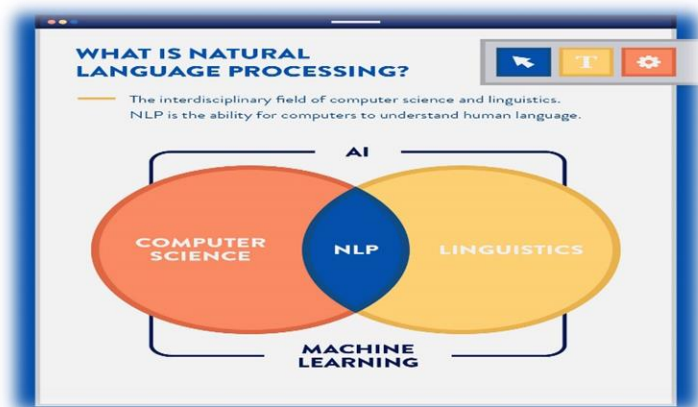 WHAT IS NATURAL
LANGUAGE PROCESSING?
T
The interdisciplinary field of computer science and linguistics.
NLP is the ability for computers to understand human language.
AI
COMPUTER
SCIENCE
NLP
LINGUISTICS
MACHINE
LEARNING